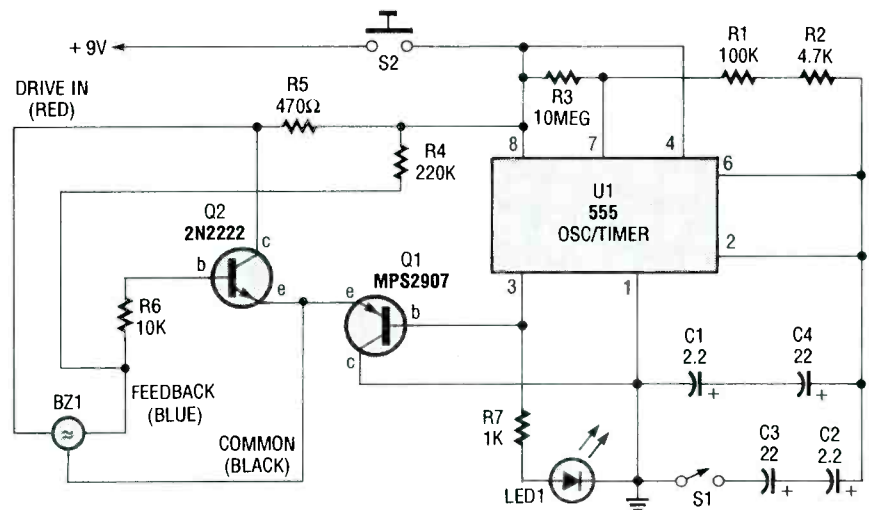 + 9V
S2
R1
100K
R2
4.7K
DRIVE IN
(RED)
R5
470Ω
R3
10MEG
R4
220K
8
7
4
6
U1
555
OSC/TIMER
2
3
1
Q2
2N2222
c
b
e
Q1
MPS2907
e
b
c
R6
10K
C1
2.2
+
C4
22
+
BZ1
≈
FEEDBACK
(BLUE)
COMMON
(BLACK)
R7
1K
LED1
S1
C3
22
+
C2
2.2
+